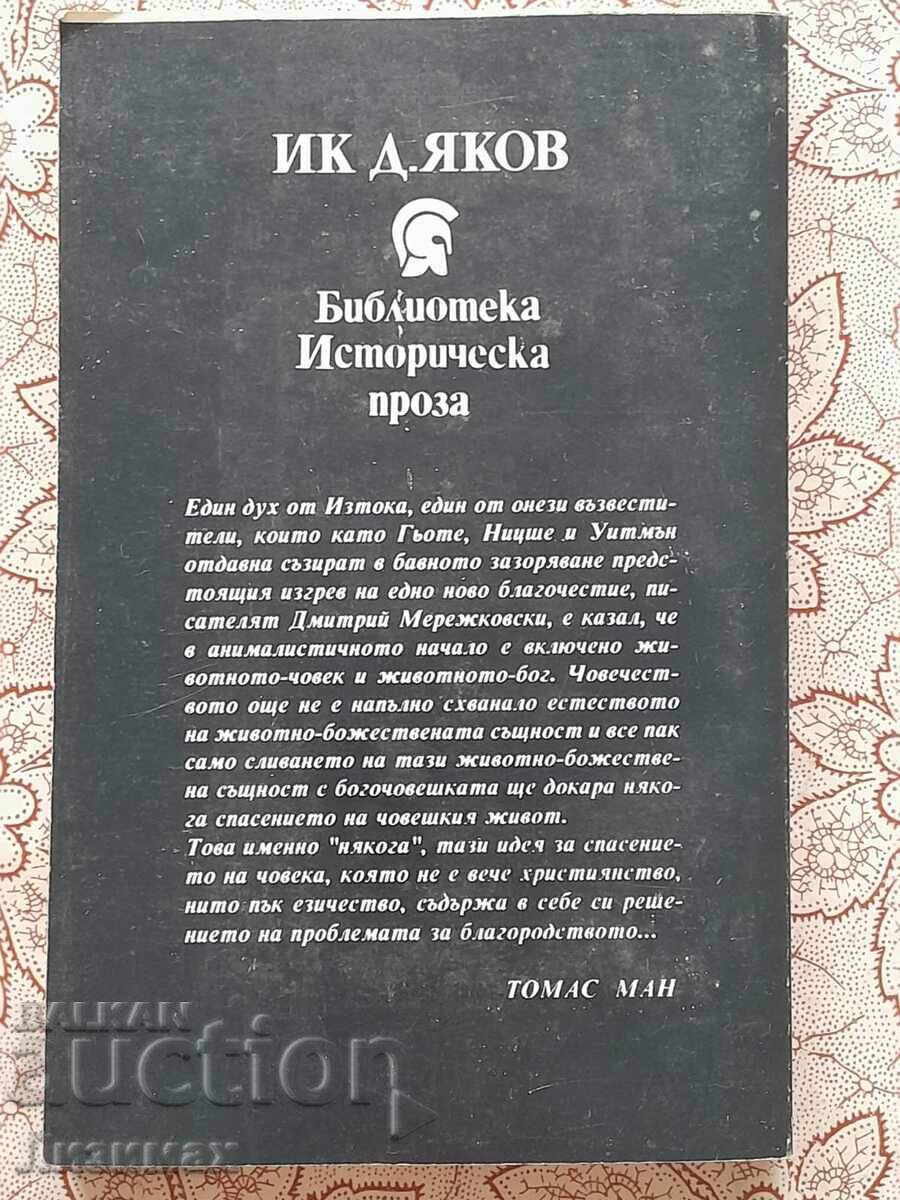 ИК Д.ЯКОВ
Библиотека
Историческа
проза
Един дух от Изтока, един от онези възвести-
тели, които като Гьоте, Ницше и Уитмън
отдавна съзират в бавното зазоряване предс-
тоящия изгрев на едно ново благочестие, пи-
сателят Дмитрий Мережковски, е казал, че
в анималистичното начало е включено жи-
вотното-човек и животното-бог. Човечест-
вото още не е напълно схванало естеството
на животно-божествената същност и все пак
само сливането на тази животно-божестве-
на същност с богочовешката ще докара няко-
га спасението на човешкия живот.
Това именно "някога", тази идея за спасени-
ето на човека, която не е вече християнство,
нито пък езичество, съдържа в себе си реше-
нието на проблемата за благородството...
ТОМАС МАН
BALKAN
auction
Лизимах